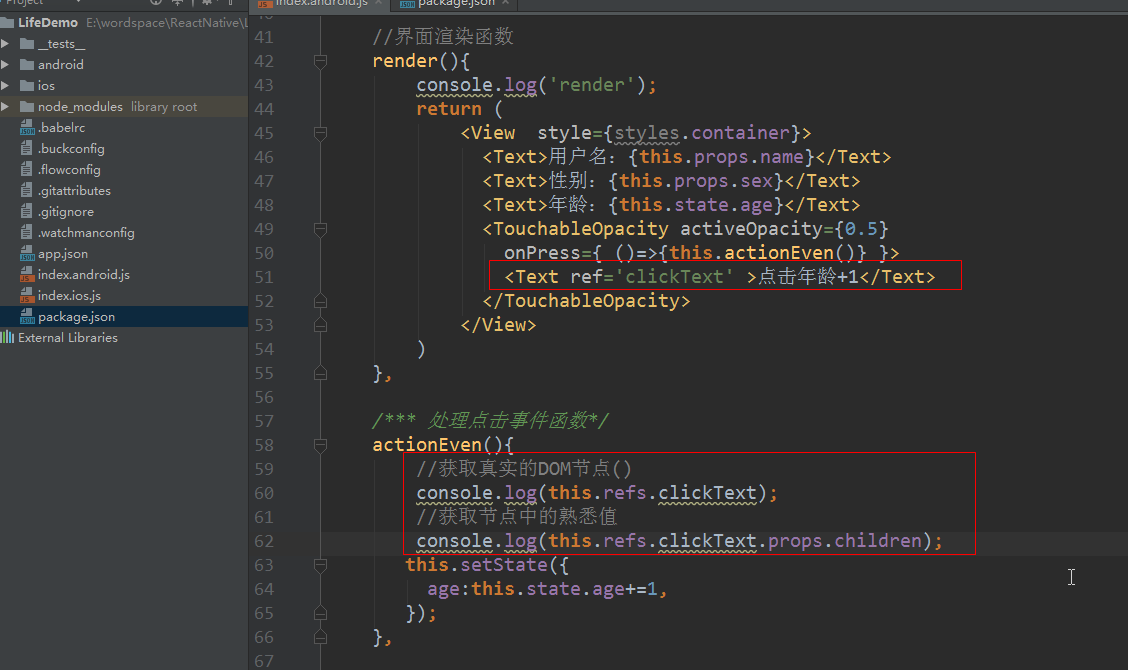 Project
index.android.js
package.json
LifeDemo E:\wordspace\ReactNative\L
__tests__
android
ios
node_modules library root
.babelrc
.buckconfig
.flowconfig
.gitattributes
.gitignore
.watchmanconfig
app.json
index.android.js
index.ios.js
package.json
External Libraries
41 //界面渲染函数
42 render(){
43 console.log('render');
44 return (
45 <View  style={styles.container}>
46 <Text>用户名: {this.props.name}</Text>
47 <Text>性别: {this.props.sex}</Text>
48 <Text>年龄: {this.state.age}</Text>
49 <TouchableOpacity activeOpacity={0.5}
50 onPress={ ()=>{this.actionEven()} }>
51 <Text ref='clickText' >点击年龄+1</Text>
52 </TouchableOpacity>
53 </View>
54 )
55 },
56
57 /*** 处理点击事件函数*/
58 actionEven(){
59 //获取真实的DOM节点()
60 console.log(this.refs.clickText);
61 //获取节点中的熟悉值
62 console.log(this.refs.clickText.props.children);
63 this.setState({
64 age:this.state.age+=1,
65 });
66 },
67